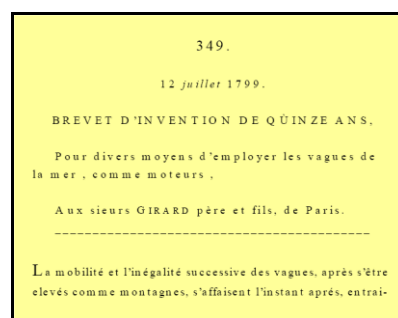 349.
12 juillet 1799.
BREVET D'INVENTION DE QÙINZE ANS,
Pour divers moyens d'employer les vagues de
la mer , comme moteurs ,
Aux sieurs GIRARD père et fils, de Paris.
La mobilité et l'inégalité successive des vagues, après s'être
elevés comme montagnes, s'affaisent l'instant aprés, entrai-